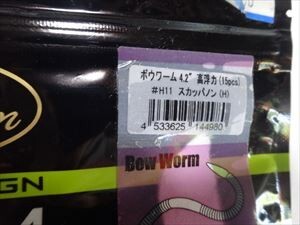 ボウワーム 4.2" 高浮力 (15pcs)
#H11 スカッパノン (H)
4 533625 144980
Bow Worm
IGN